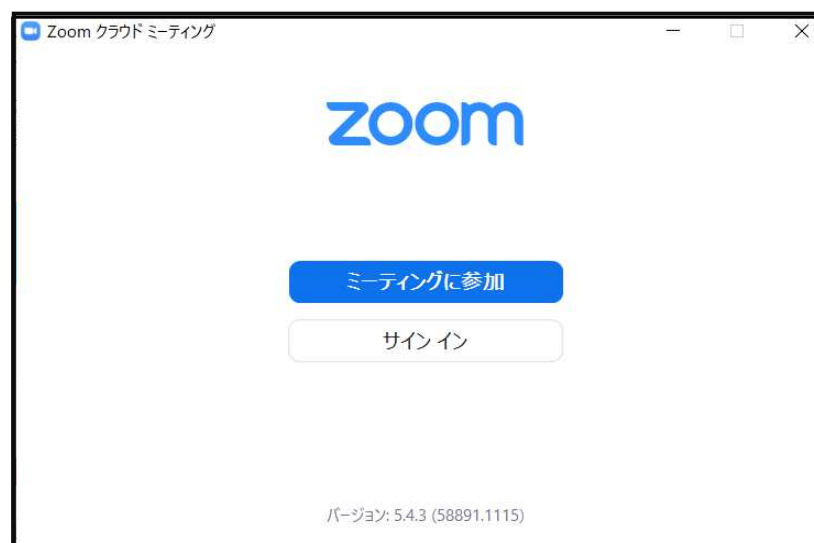 Zoom クラウド ミーティング
zoom
ミーティングに参加
サイン イン
バージョン: 5.4.3 (58891.1115)